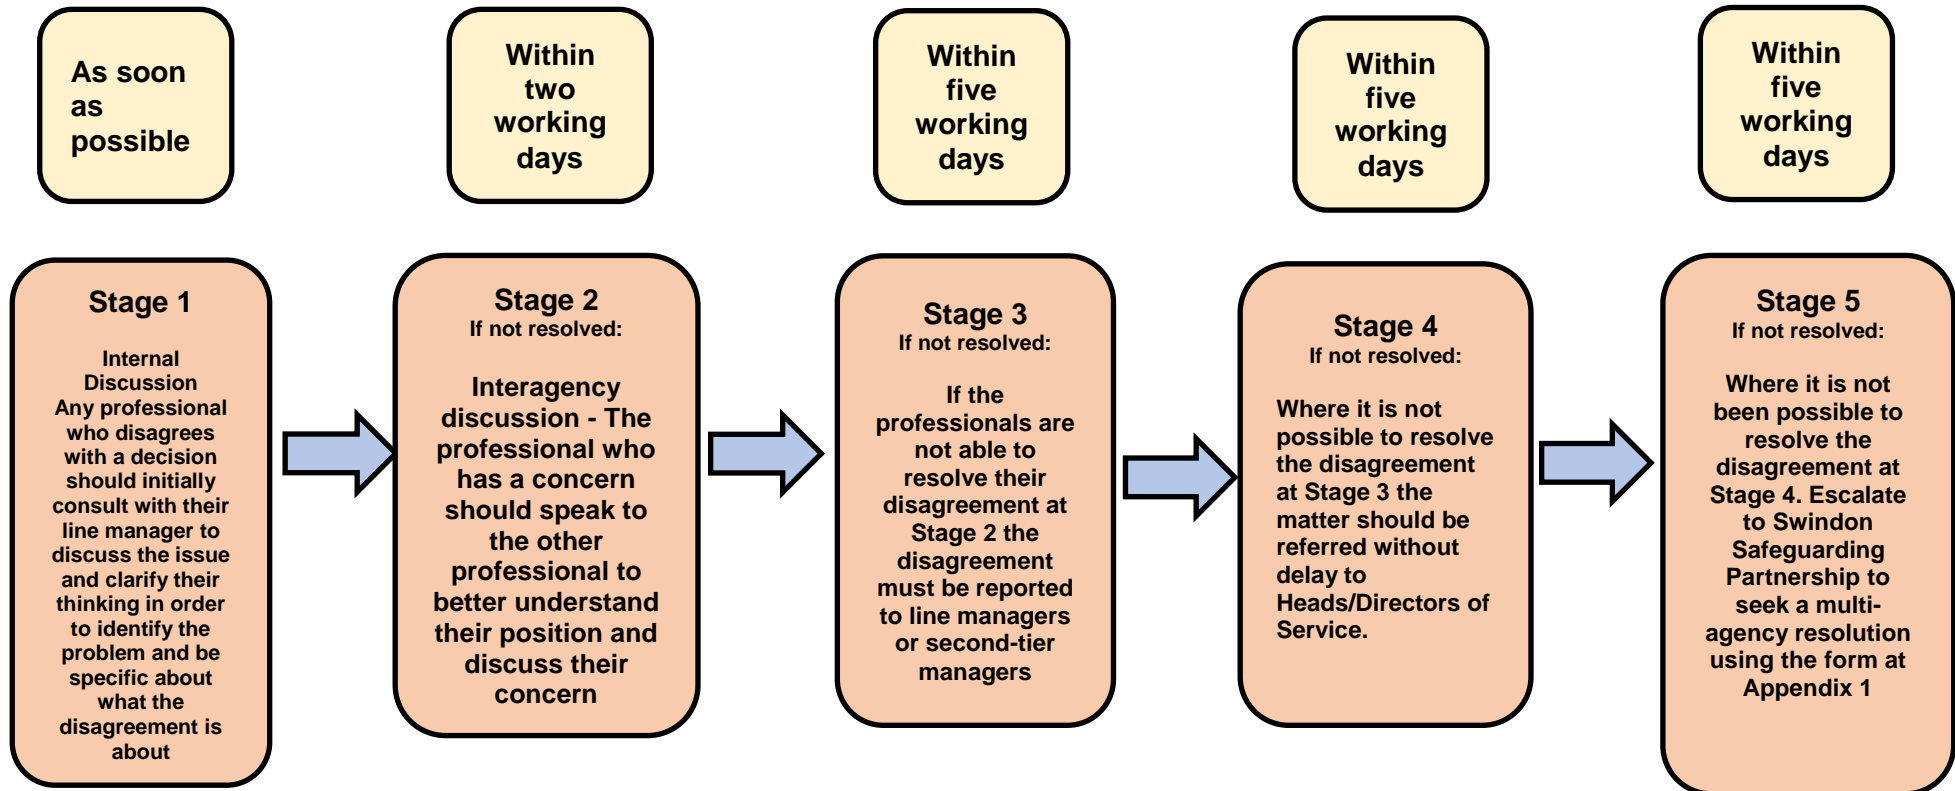 As soon
as
possible
Within
two
working
days
Within
five
working
days
Within
five
working
days
Within
five
working
days
Stage 1
Internal
Discussion
Any professional
who disagrees
with a decision
should initially
consult with their
line manager to
discuss the issue
and clarify their
thinking in order
to identify the
problem and be
specific about
what the
disagreement is
about
Stage 2
If not resolved:
Interagency
discussion - The
professional who
has a concern
should speak to
the other
professional to
better understand
their position and
discuss their
concern
Stage 3
If not resolved:
If the
professionals are
not able to
resolve their
disagreement at
Stage 2 the
disagreement
must be reported
to line managers
or second-tier
managers
Stage 4
If not resolved:
Where it is not
possible to resolve
the disagreement
at Stage 3 the
matter should be
referred without
delay to
Heads/Directors of
Service.
Stage 5
If not resolved:
Where it is not
been possible to
resolve the
disagreement at
Stage 4. Escalate
to Swindon
Safeguarding
Partnership to
seek a multi-
agency resolution
using the form at
Appendix 1